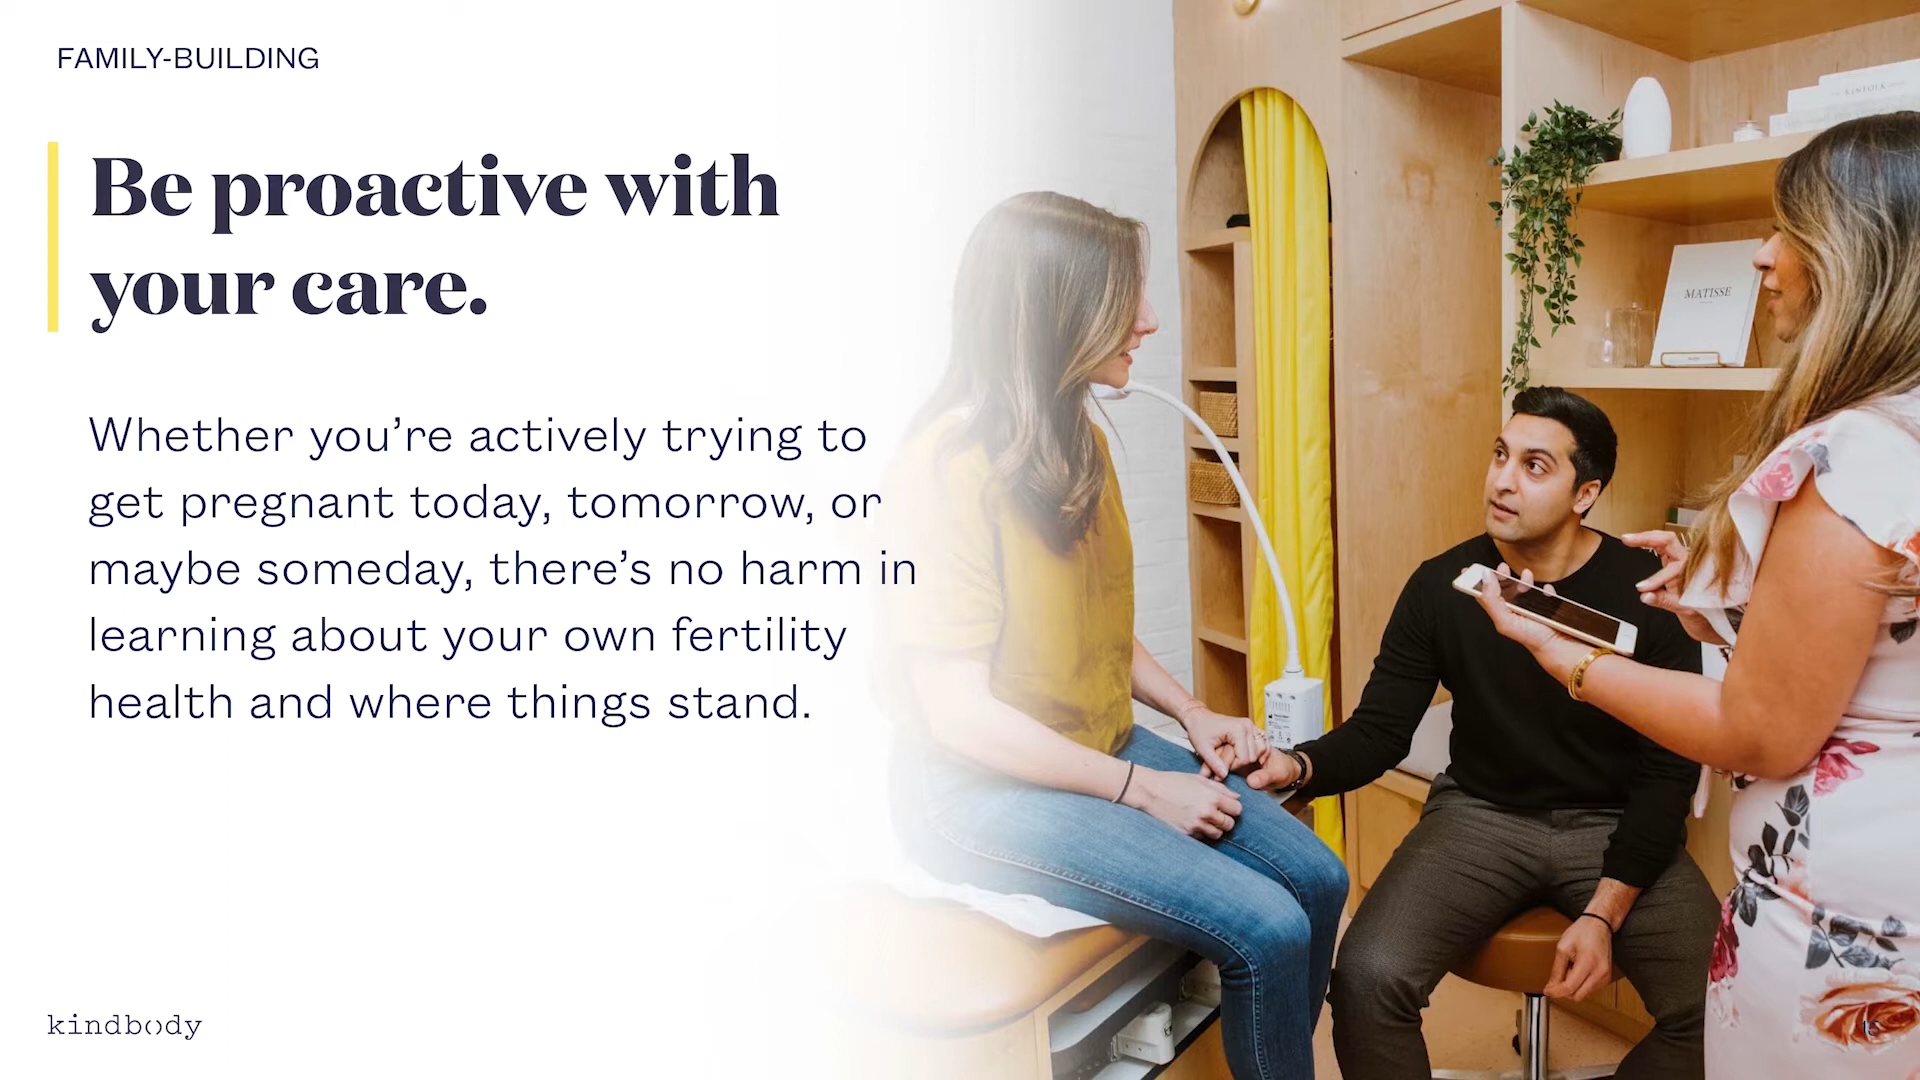 FAMILY-BUILDING
Be proactive with
your care.
Whether you’re actively trying to
get pregnant today, tomorrow, or
maybe someday, there’s no harm in
learning about your own fertility
health and where things stand.
kindbody
KINFOLK
MATISSE